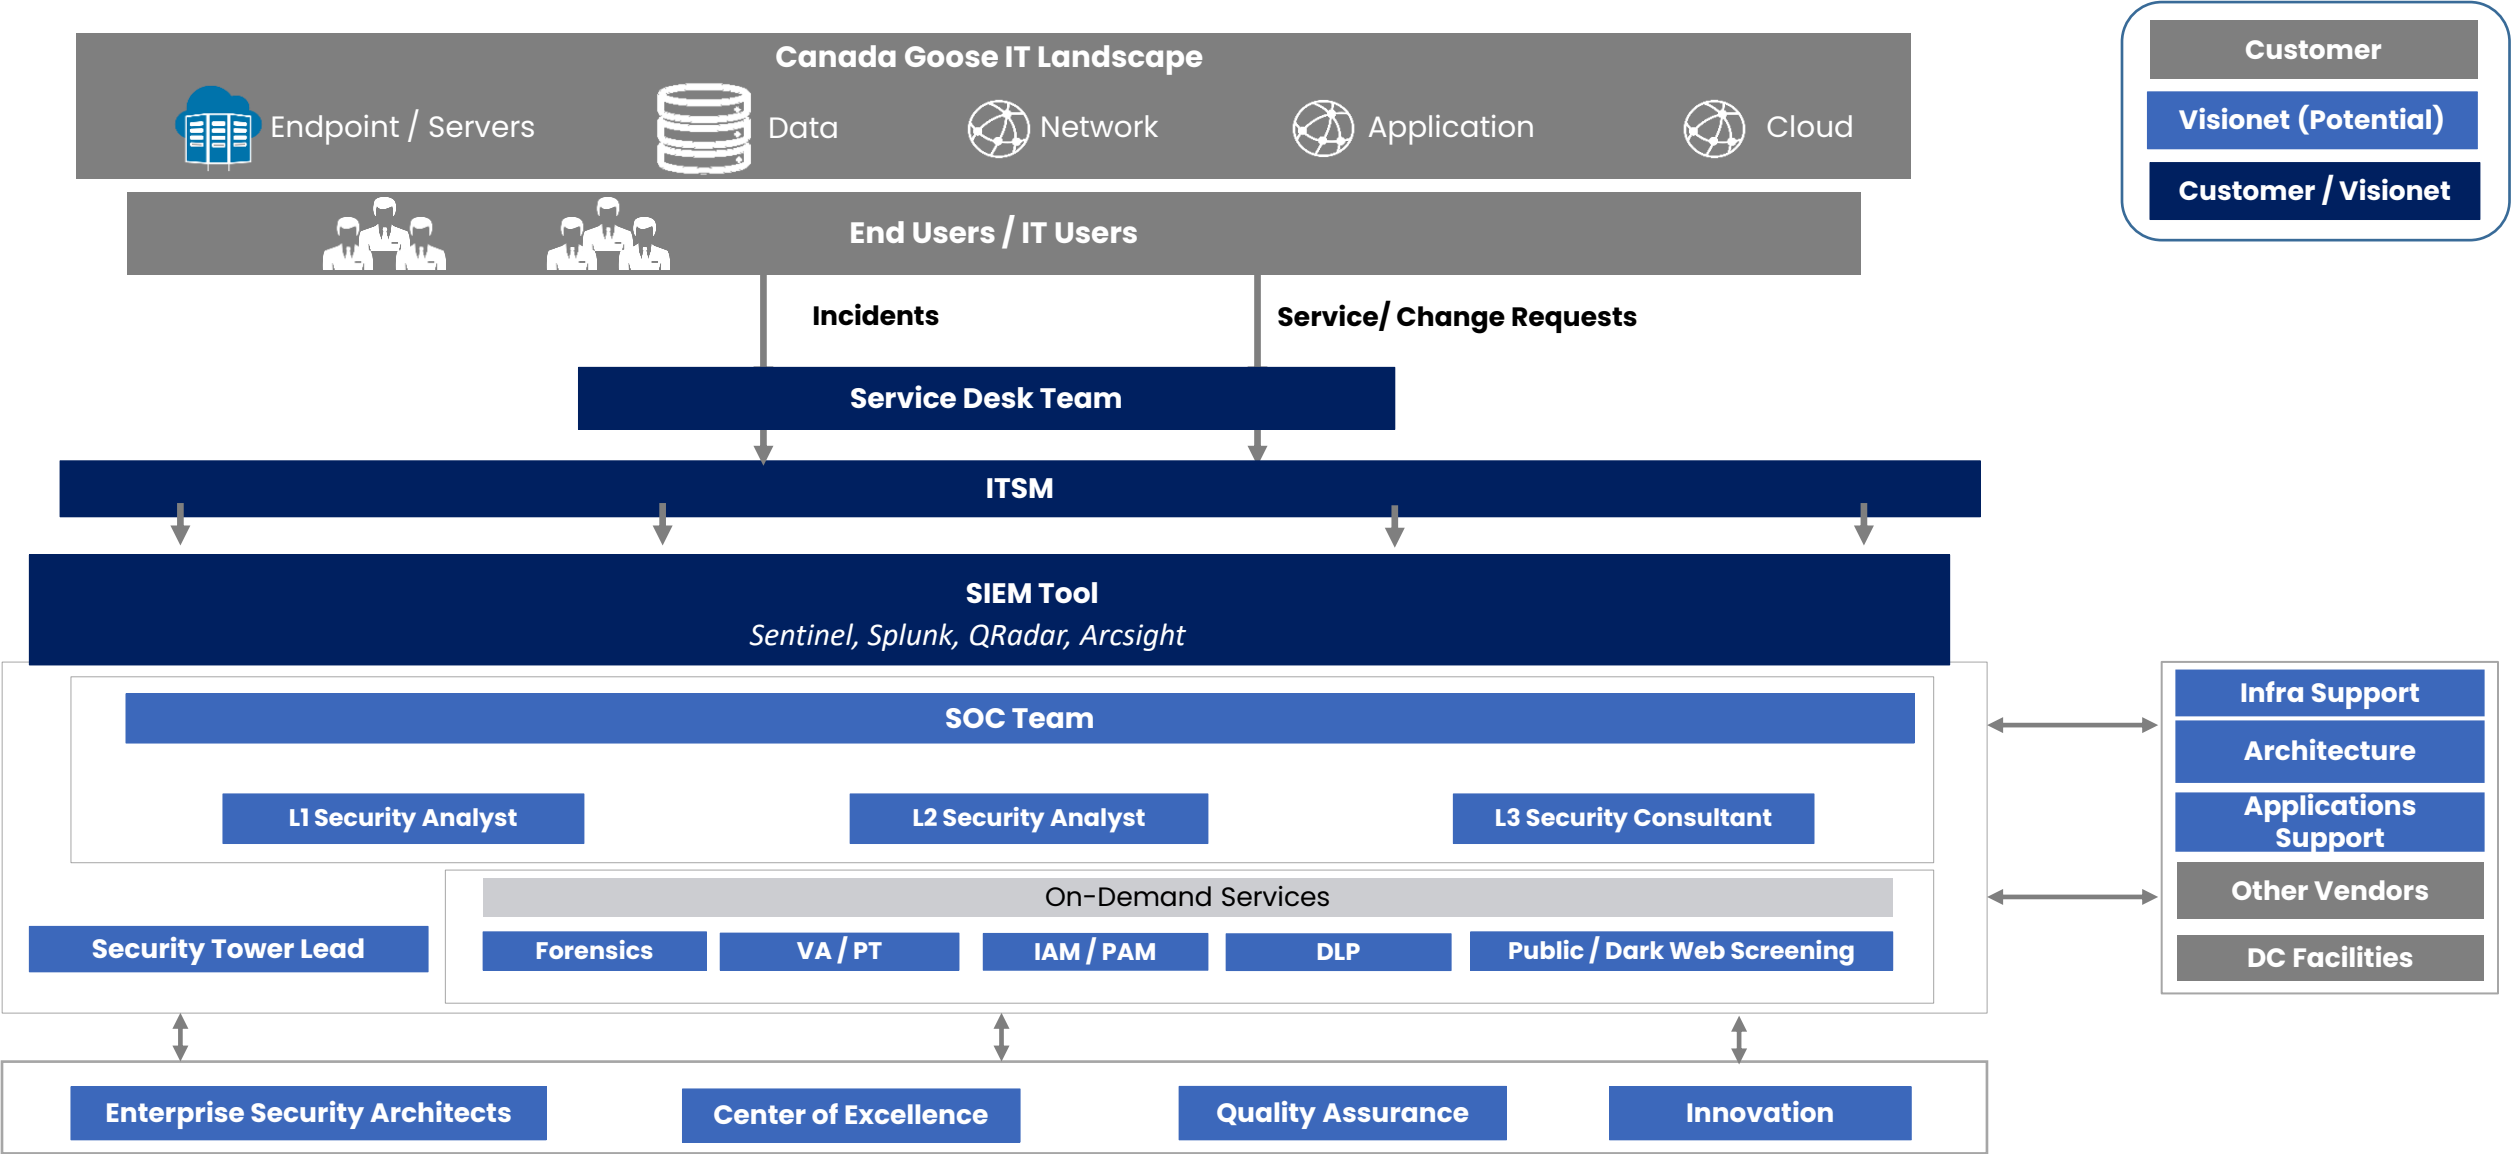 Canada Goose IT Landscape
Endpoint / Servers
Data
Network
Application
Cloud
Customer
Visionet (Potential)
Customer / Visionet
End Users / IT Users
Incidents
Service/ Change Requests
Service Desk Team
ITSM
SIEM Tool
Sentinel, Splunk, QRadar, Arcsight
SOC Team
L1 Security Analyst
L2 Security Analyst
L3 Security Consultant
On-Demand Services
Security Tower Lead
Forensics
VA / PT
IAM / PAM
DLP
Public / Dark Web Screening
Infra Support
Architecture
Applications
Support
Other Vendors
DC Facilities
Enterprise Security Architects
Center of Excellence
Quality Assurance
Innovation